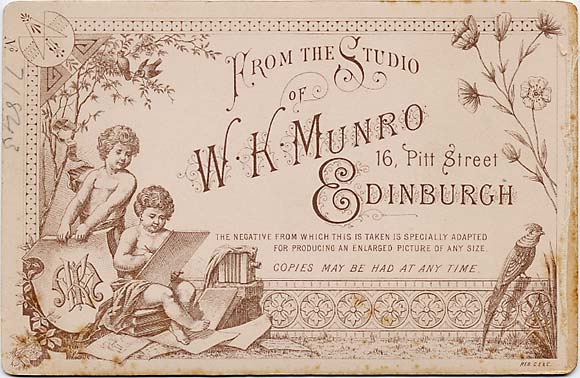 FROM THE STUDIO
OF
W. K. MUNRO
16, Pitt Street
EDINBURGH
THE NEGATIVE FROM WHICH THIS IS TAKEN IS SPECIALLY ADAPTED
FOR PRODUCING AN ENLARGED PICTURE OF ANY SIZE.
COPIES MAY BE HAD AT ANY TIME.